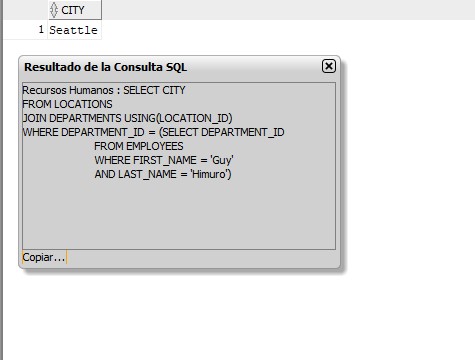 CITY
1 Seattle
Resultado de la Consulta SQL
Recursos Humanos : SELECT CITY
FROM LOCATIONS
JOIN DEPARTMENTS USING(LOCATION_ID)
WHERE DEPARTMENT_ID = (SELECT DEPARTMENT_ID
FROM EMPLOYEES
WHERE FIRST_NAME = 'Guy'
AND LAST_NAME = 'Himuro')
Copiar...